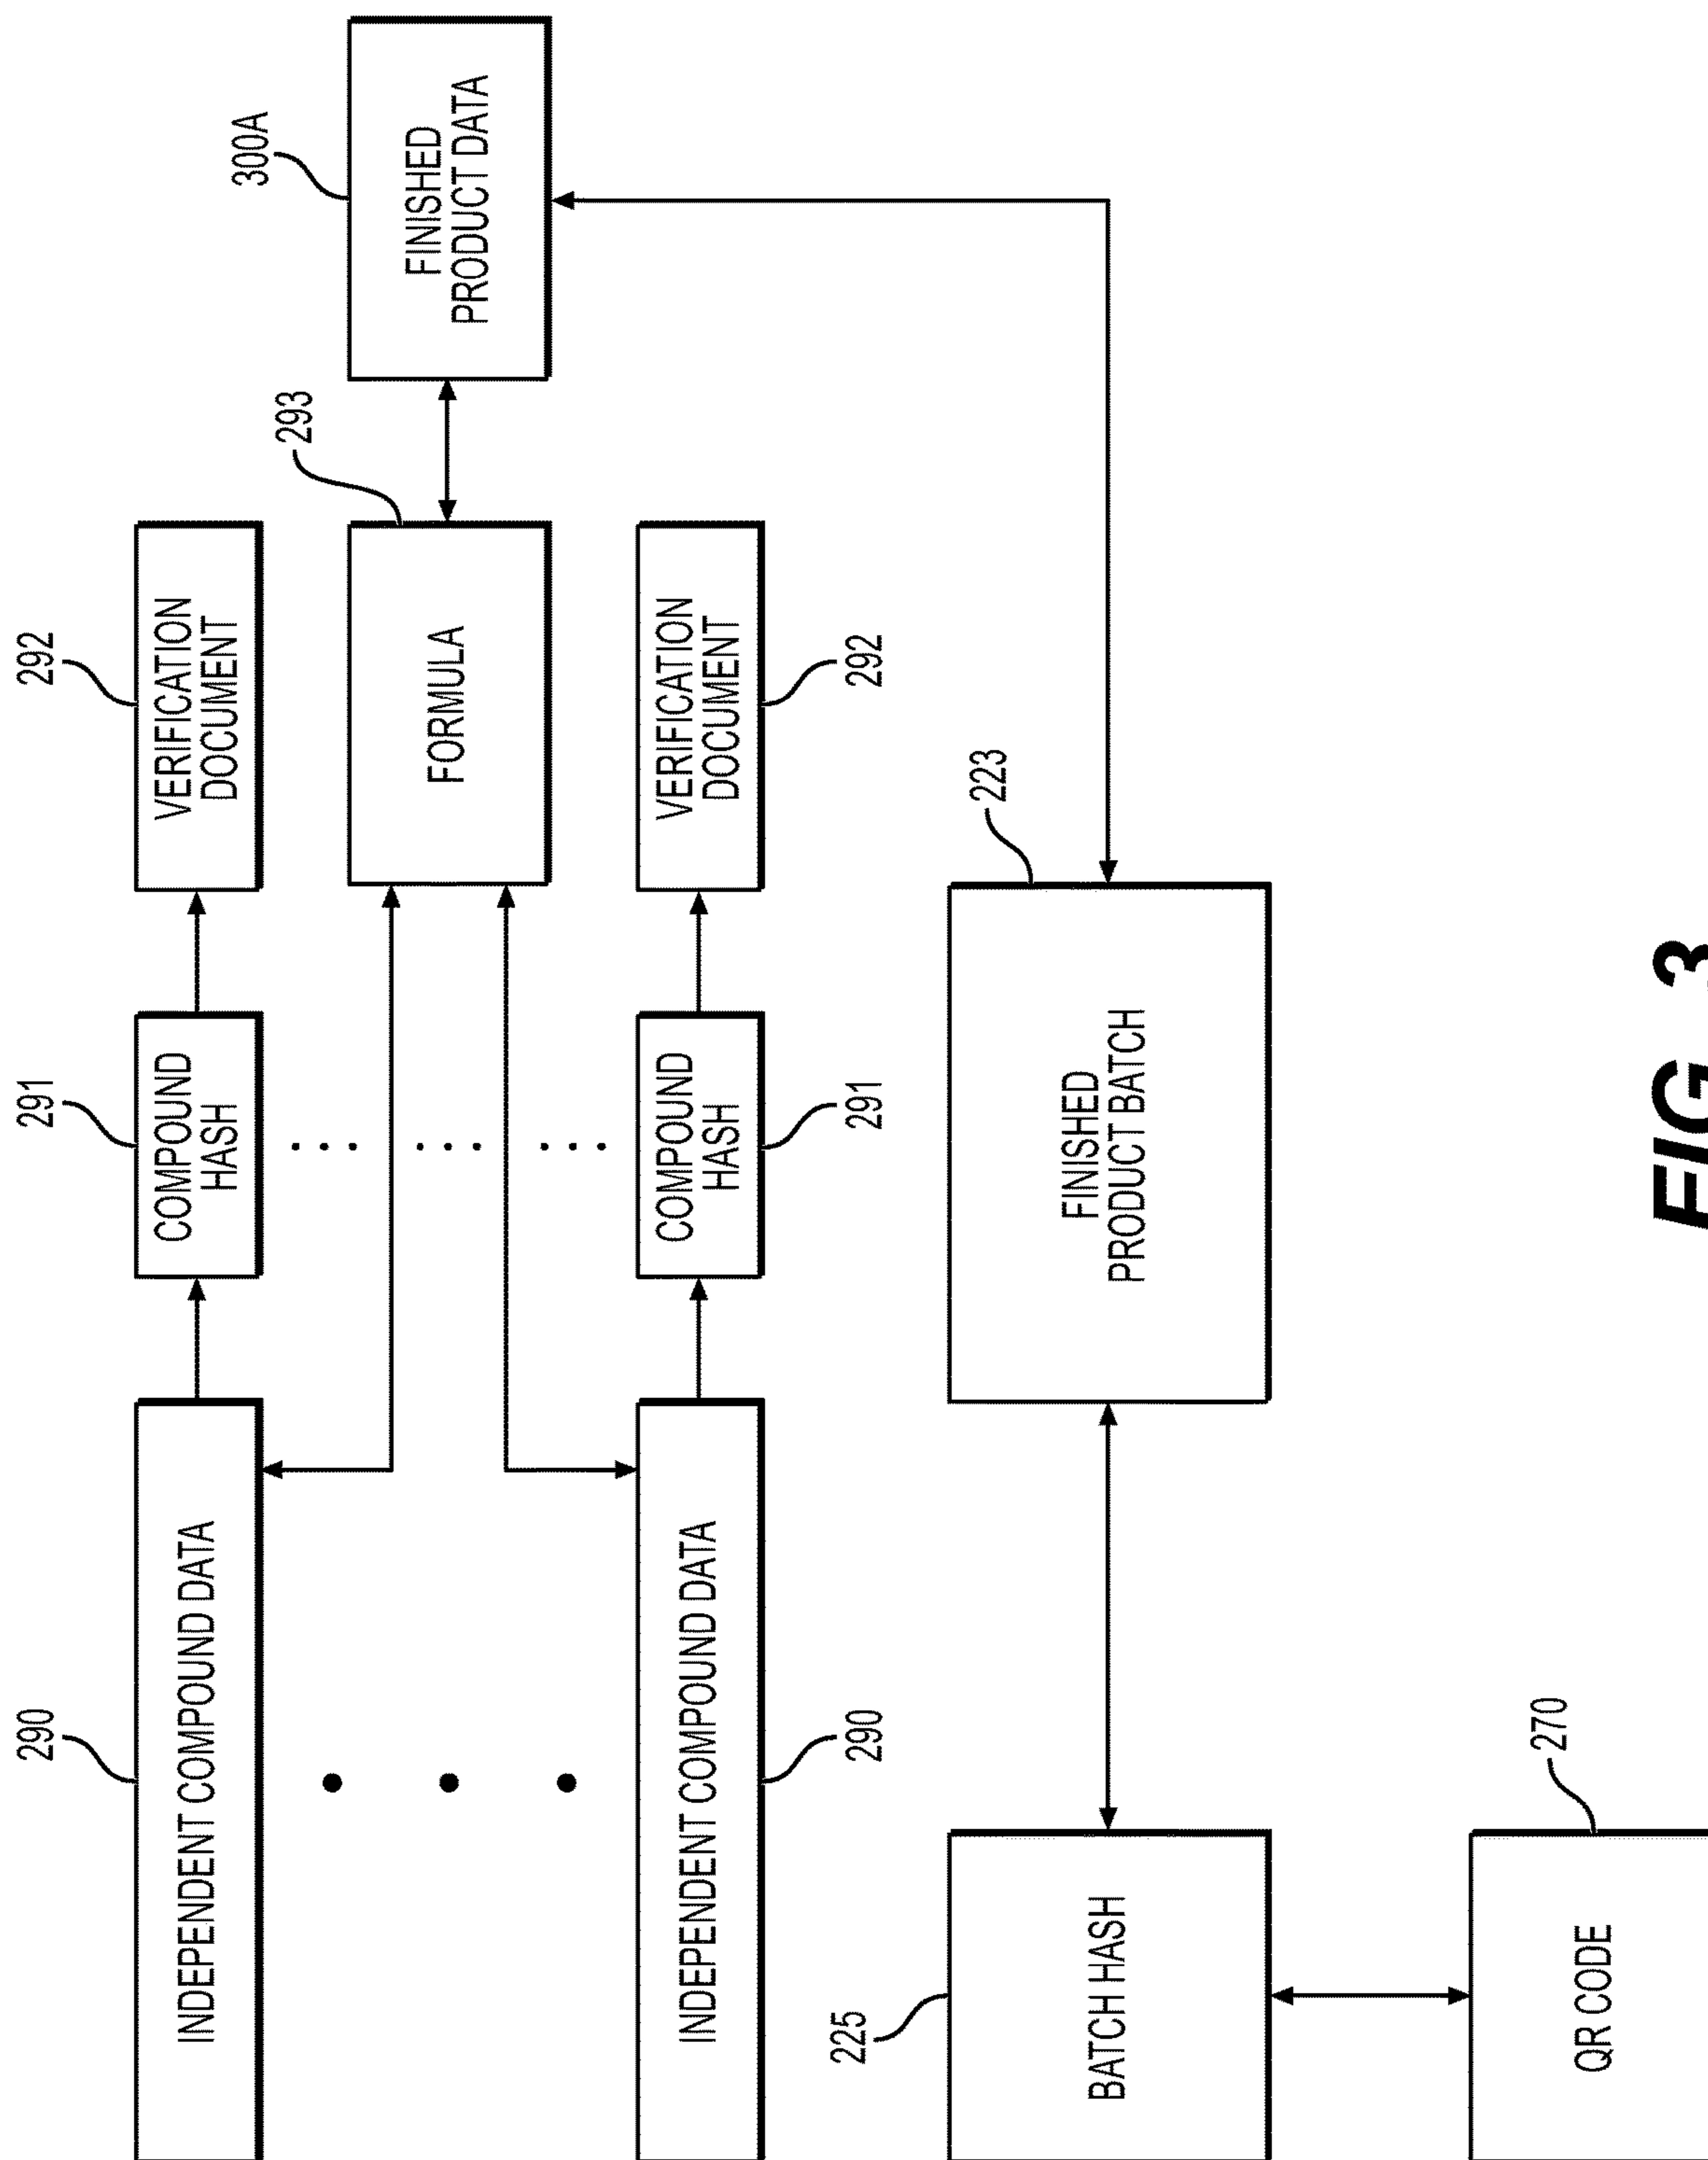 290
291
292
INDEPENDENT COMPOUND DATA
COMPOUND
HASH
VERIFICATION
DOCUMENT
300A
293
FORMULA
FINISHED
PRODUCT DATA
INDEPENDENT COMPOUND DATA
COMPOUND
HASH
VERIFICATION
DOCUMENT
290
291
292
225
223
BATCH HASH
FINISHED
PRODUCT BATCH
270
QR CODE
FIG. 3